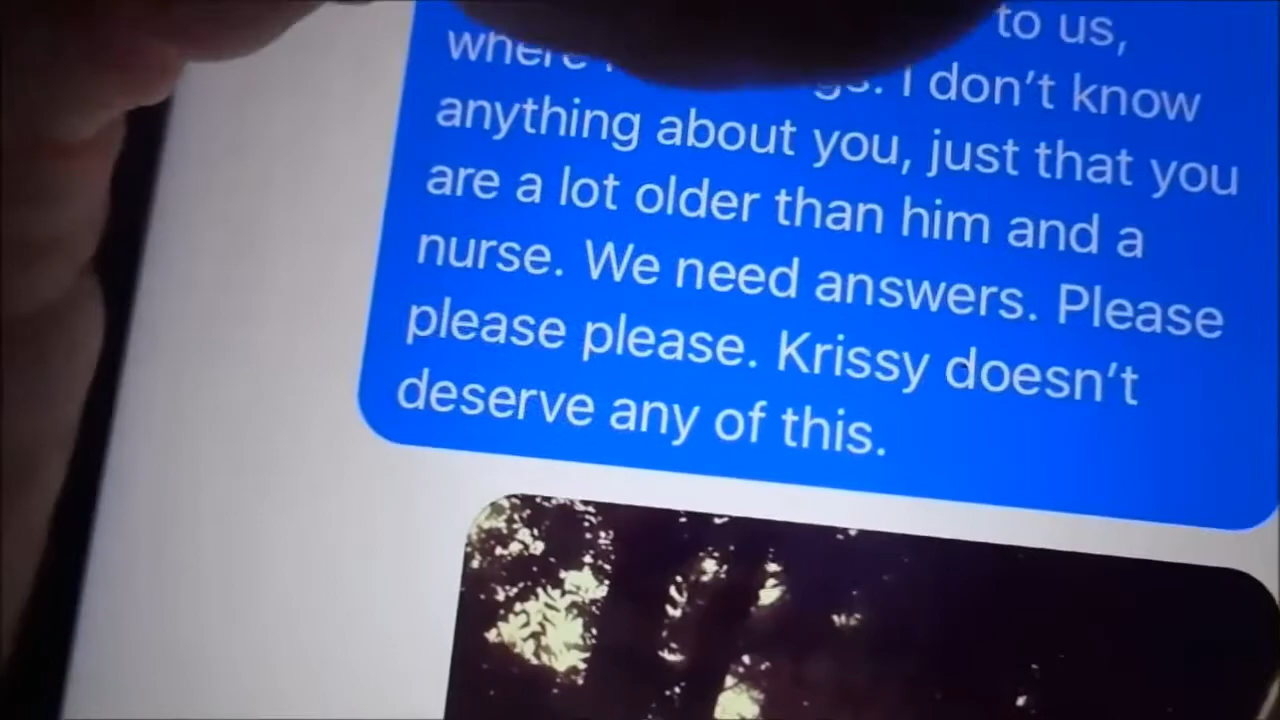 to us,
where
I don't know
anything about you, just that you
are a lot older than him and a
nurse. We need answers. Please
please please. Krissy doesn't
deserve any of this.